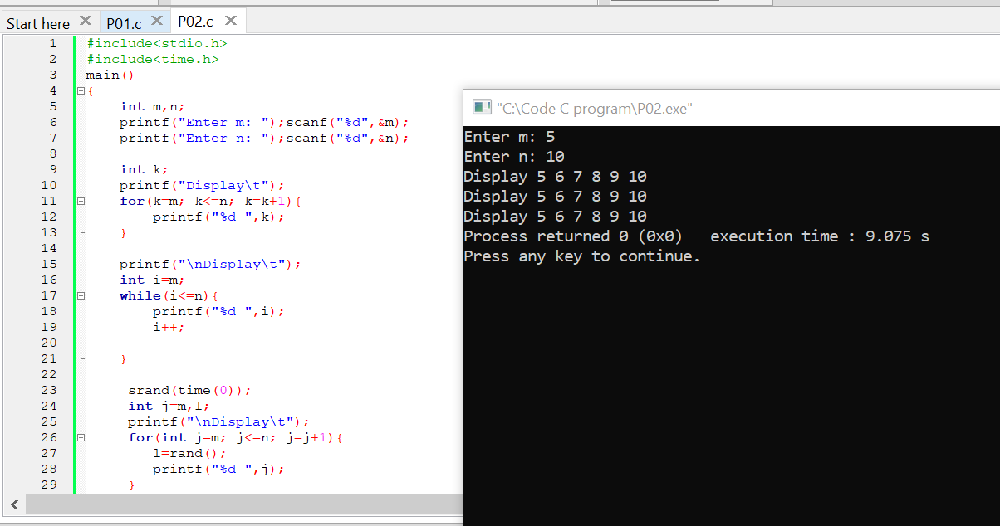 Start here P01.c P02.c
1 #include<stdio.h>
2 #include<time.h>
3 main()
4 {
5 int m,n;
6 printf("Enter m: ");scanf("%d",&m);
7 printf("Enter n: ");scanf("%d",&n);
8
9 int k;
10 printf("Display\t");
11 for(k=m; k<=n; k=k+1){
12 printf("%d ",k);
13 }
14
15 printf("\nDisplay\t");
16 int i=m;
17 while(i<=n){
18 printf("%d ",i);
19 i++;
20
21 }
22
23 srand(time(0));
24 int j=m,l;
25 printf("\nDisplay\t");
26 for(int j=m; j<=n; j=j+1){
27 l=rand();
28 printf("%d ",j);
29 }
"C:\Code C program\P02.exe"
Enter m: 5
Enter n: 10
Display 5 6 7 8 9 10
Display 5 6 7 8 9 10
Display 5 6 7 8 9 10
Process returned 0 (0x0)   execution time : 9.075 s
Press any key to continue.